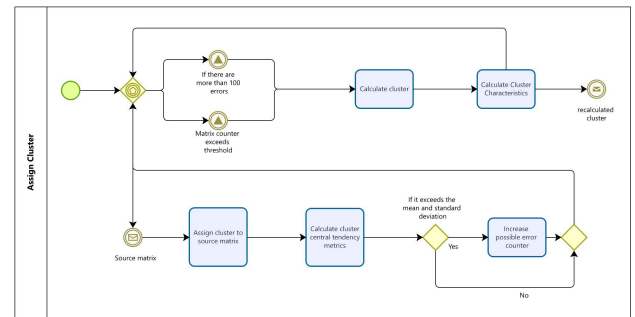 Assign Cluster
If there are
more than 100
errors
Matrix counter
exceeds
threshold
Calculate cluster
Calculate Cluster
Characteristics
recalculated
cluster
Source matrix
Assign cluster to
source matrix
Calculate cluster
central tendency
metrics
If it exceeds the
mean and standard
deviation
Yes
Increase
possible error
counter
No